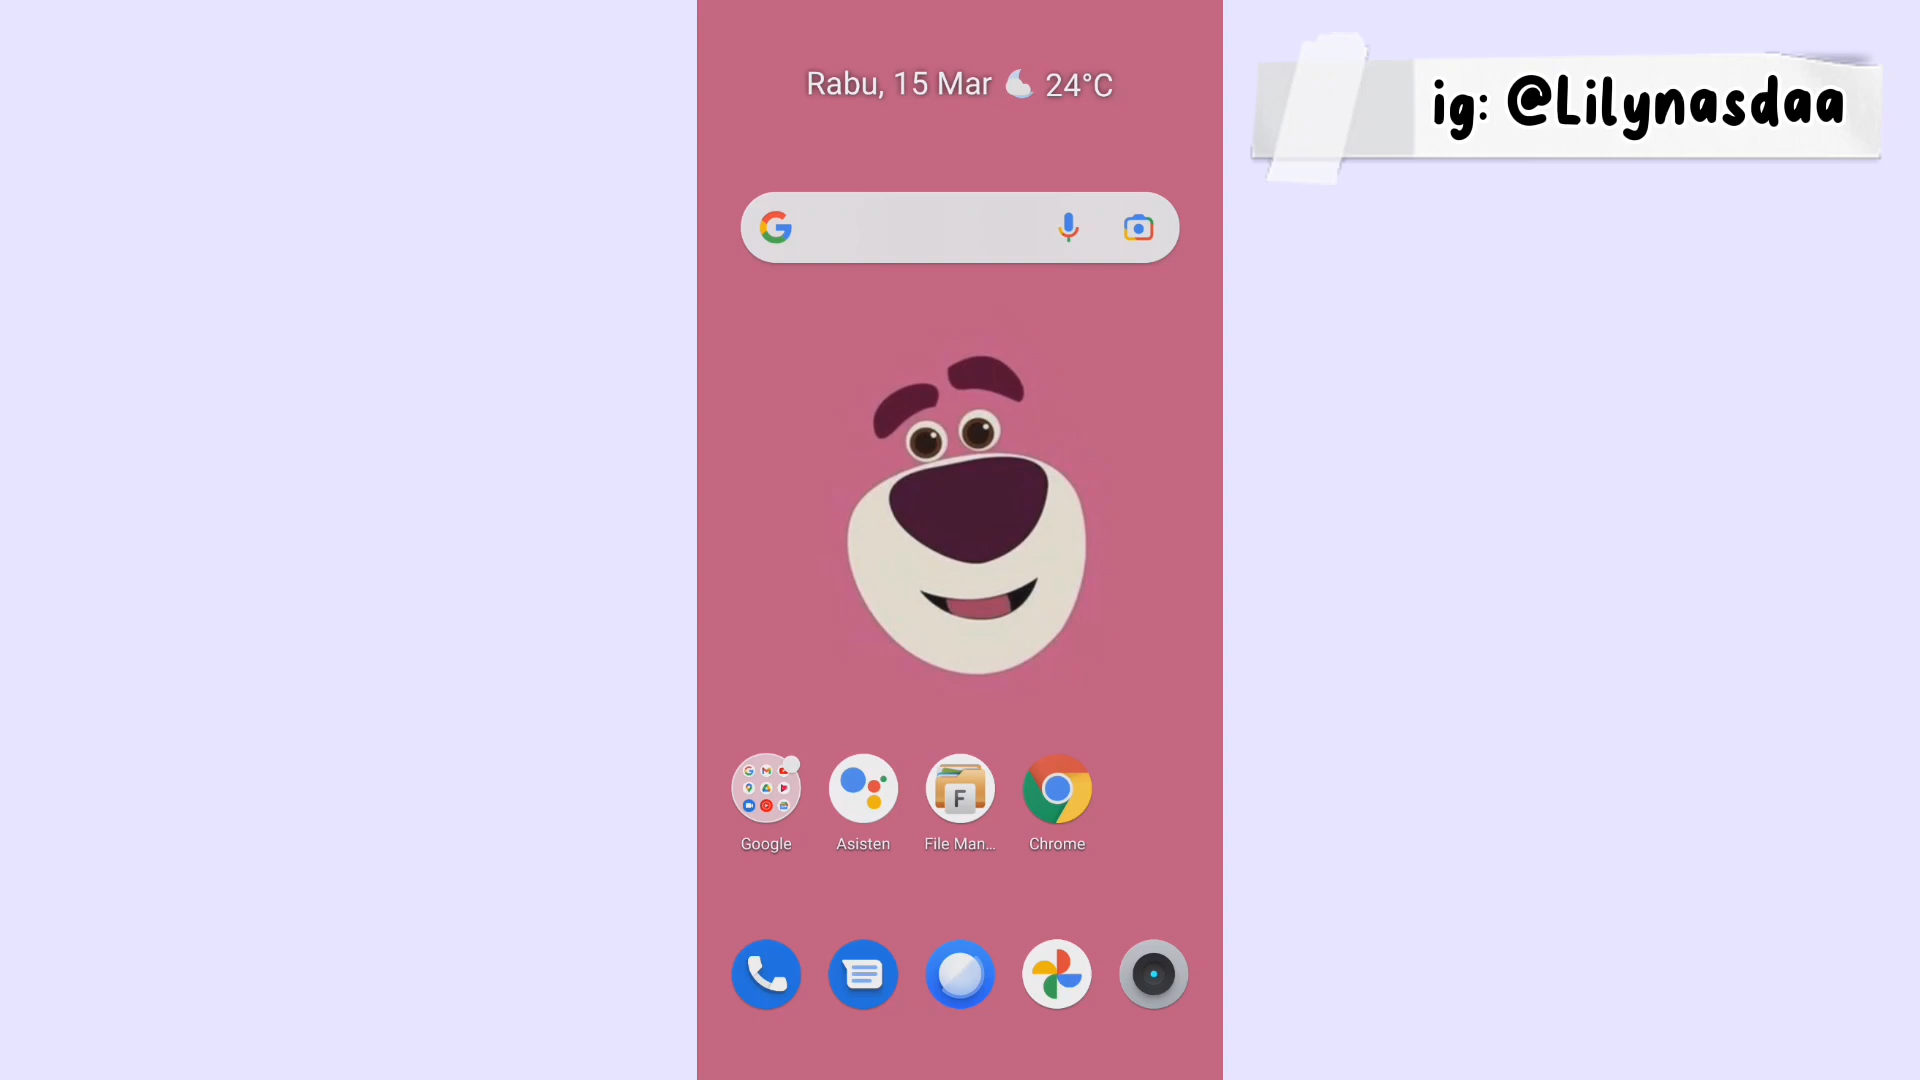 Rabu, 15 Mar 24°C
ig: @Lilynasdaa
Google
Asisten
File Man...
Chrome